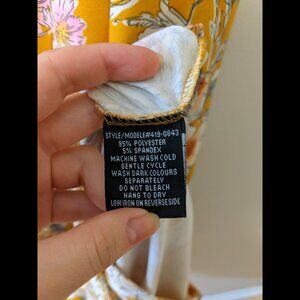 STYLE/MODEL#419-0843
95% POLYESTER
5% SPANDEX
MACHINE WASH COLD
GENTLE CYCLE
WASH DARK COLOURS
SEPARATELY
DO NOT BLEACH
HANG TO DRY
LOW IRON ON REVERSESIDE